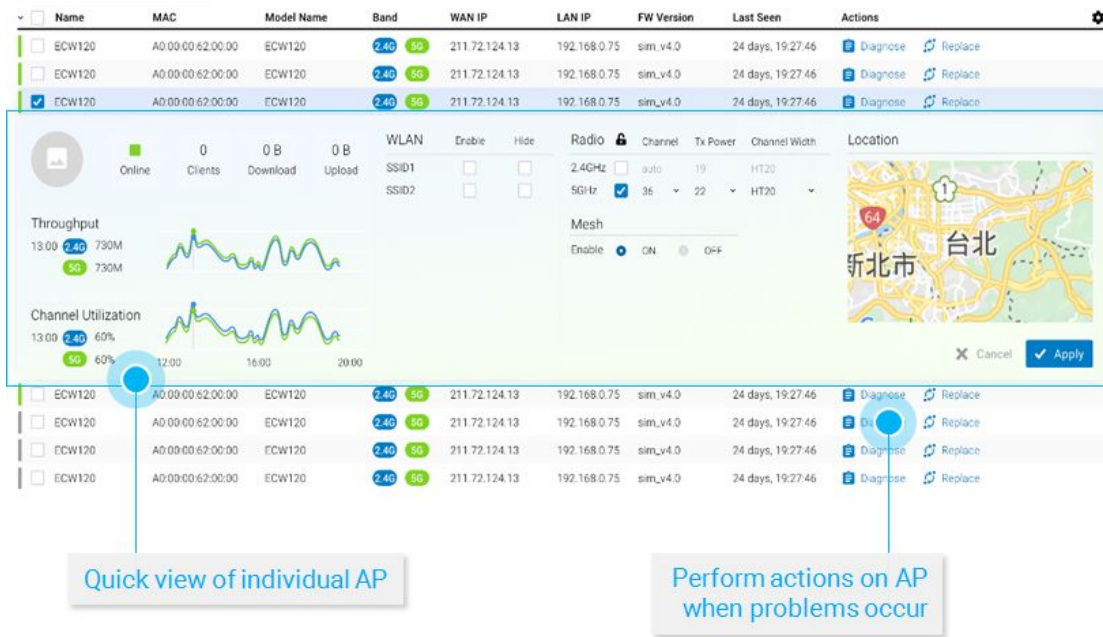 Name MAC Model Name Band WAN IP LAN IP FW Version Last Seen Actions
ECW120 A0:00:00:62:00:00 ECW120 2.4G 5G 211.72.124.13 192.168.0.75 sim_v4.0 24 days, 19:27:46 Diagnose Replace
ECW120 A0:00:00:62:00:00 ECW120 2.4G 5G 211.72.124.13 192.168.0.75 sim_v4.0 24 days, 19:27:46 Diagnose Replace
ECW120 A0:00:00:62:00:00 ECW120 2.4G 5G 211.72.124.13 192.168.0.75 sim_v4.0 24 days, 19:27:46 Diagnose Replace
Online
0
Clients
0 B
Download
0 B
Upload
Throughput
13:00 2.4G 730M
5G 730M
Channel Utilization
13:00 2.4G 60%
5G 60%
12:00 16:00 20:00
WLAN Enable Hide
SSID1
SSID2
Radio Channel Tx Power Channel Width
2.4GHz auto 19 HT20
5GHz 36 22 HT20
Mesh
Enable ON OFF
Location
1
64
台北
新北市
Cancel Apply
ECW120 A0:00:00:62:00:00 ECW120 2.4G 5G 211.72.124.13 192.168.0.75 sim_v4.0 24 days, 19:27:46 Diagnose Replace
ECW120 A0:00:00:62:00:00 ECW120 2.4G 5G 211.72.124.13 192.168.0.75 sim_v4.0 24 days, 19:27:46 Replace
ECW120 A0:00:00:62:00:00 ECW120 2.4G 5G 211.72.124.13 192.168.0.75 sim_v4.0 24 days, 19:27:46 Diagnose Replace
ECW120 A0:00:00:62:00:00 ECW120 2.4G 5G 211.72.124.13 192.168.0.75 sim_v4.0 24 days, 19:27:46 Diagnose Replace
Quick view of individual AP
Perform actions on AP
when problems occur